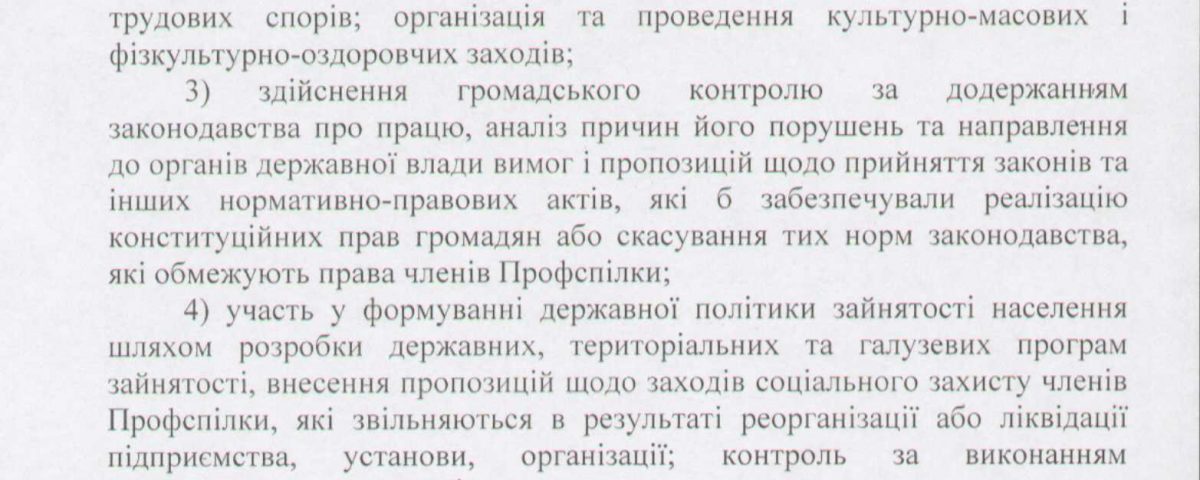 трудових спорів; організація та проведення культурно-масових і
фізкультурно-оздоровчих заходів;
3) здійснення громадського контролю за додержанням
законодавства про працю, аналіз причин його порушень та направлення
до органів державної влади вимог і пропозицій щодо прийняття законів та
інших нормативно-правових актів, які б забезпечували реалізацію
конституційних прав громадян або скасування тих норм законодавства,
які обмежують права членів Профспілки;
4) участь у формуванні державної політики зайнятості населення
шляхом розробки державних, територіальних та галузевих програм
зайнятості, внесення пропозицій щодо заходів соціального захисту членів
Профспілки, які звільняються в результаті реорганізації або ліквідації
підприємства, установи, організації; контроль за виконанням